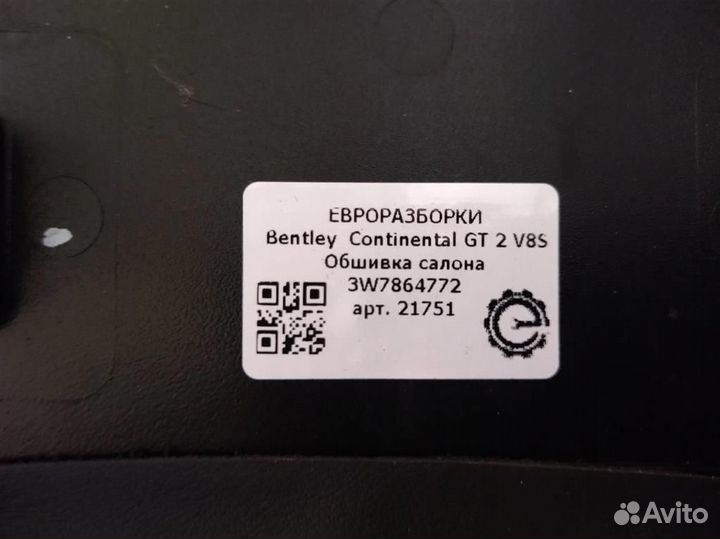 ЕВРОРАЗБОРКИ
Bentley Continental GT 2 V8S
Обшивка салона
3W7864772
арт. 21751
Avito